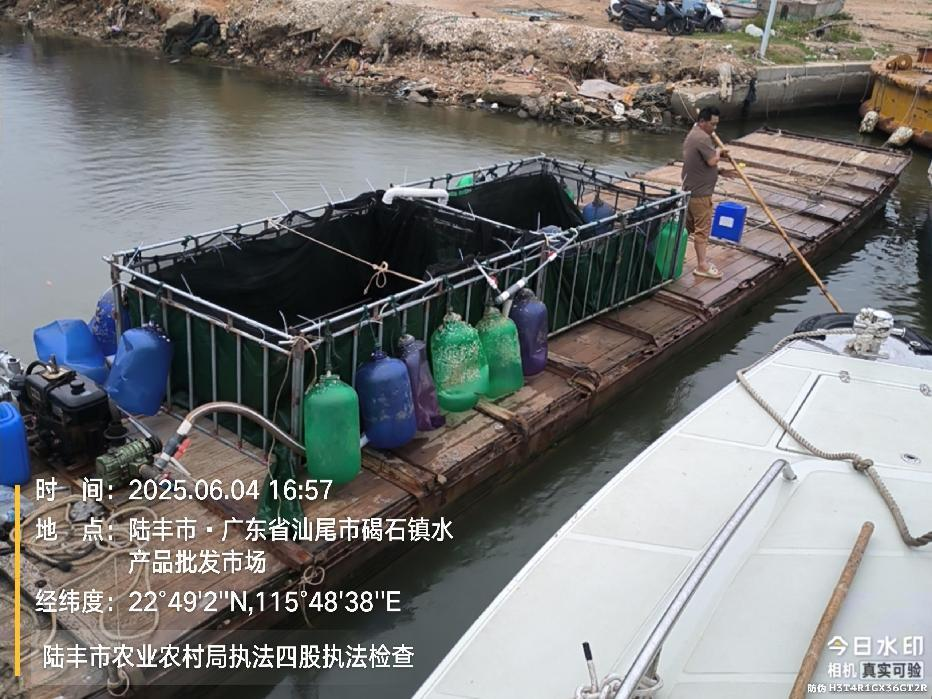 时 间：2025.06.04 16:57
地 点：陆丰市·广东省汕尾市碣石镇水
产品批发市场
经纬度：22°49'2"N,115°48'38"E
陆丰市农业农村局执法四股执法检查
今日水印
相机 真实可验
防伪 H3T4R1GX36GT2R